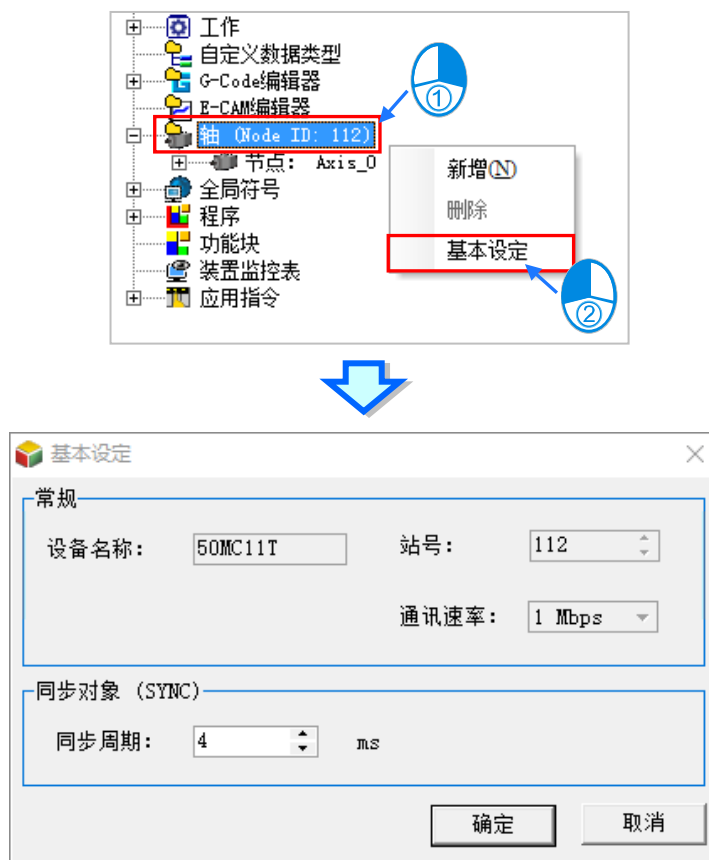 工作
自定义数据类型
G-Code编辑器
E-CAM编辑器
①
轴 (Node ID: 112)
节点: Axis_0
新增(N)
全局符号
删除
程序
功能块
基本设定
装置监控表
应用指令
②
基本设定
常规
设备名称: 50MC11T 站号: 112
通讯速率: 1 Mbps
同步对象 (SYNC)
同步周期: 4 ms
确定 取消